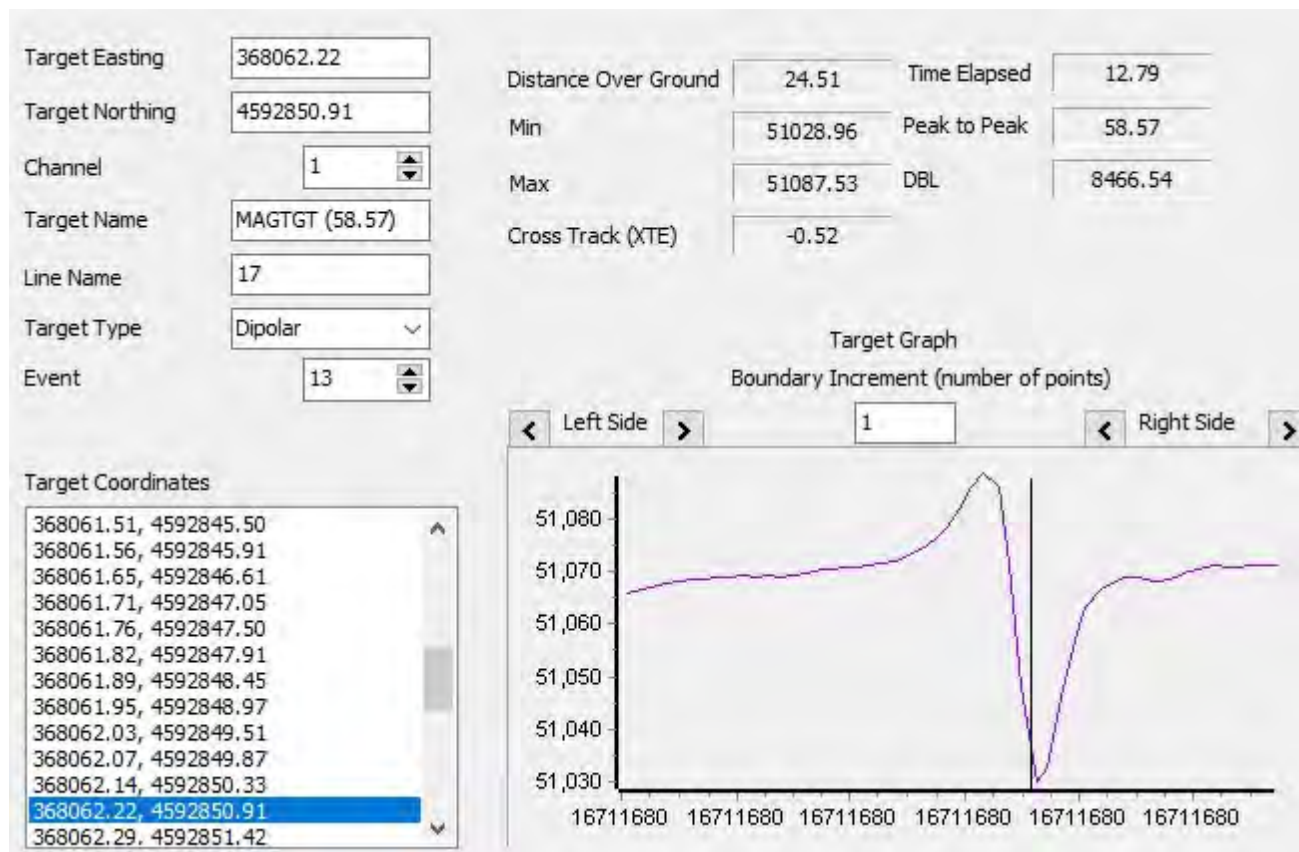 Target Easting 368062.22
Target Northing 4592850.91
Channel 1
Target Name MAGTGT (58.57)
Line Name 17
Target Type Dipolar
Event 13
Distance Over Ground 24.51 Time Elapsed 12.79
Min 51028.96 Peak to Peak 58.57
Max 51087.53 DBL 8466.54
Cross Track (XTE) -0.52
Target Graph
Boundary Increment (number of points)
Left Side 1 Right Side
Target Coordinates
368061.51, 4592845.50
368061.56, 4592845.91
368061.65, 4592846.61
368061.71, 4592847.05
368061.76, 4592847.50
368061.82, 4592847.91
368061.89, 4592848.45
368061.95, 4592848.97
368062.03, 4592849.51
368062.07, 4592849.87
368062.14, 4592850.33
368062.22, 4592850.91
368062.29, 4592851.42
51,080
51,070
51,060
51,050
51,040
51,030
16711680 16711680 16711680 16711680 16711680 16711680